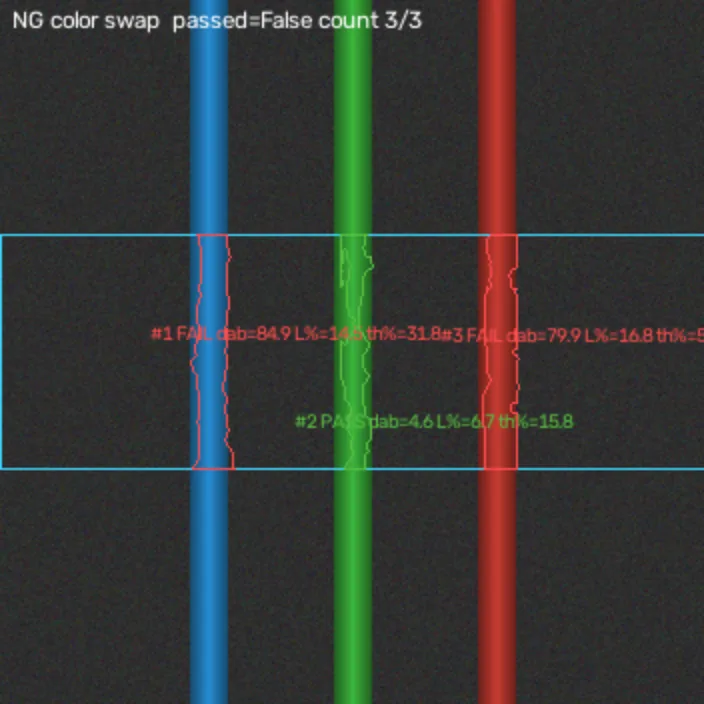 NG color swap passed=False count 3/3
#1 FAIL dab=84.9 L%=14.6 th%=31.8
#3 FAIL dab=79.9 L%=16.8 th%=5
#2 PASS dab=4.6 L%=6.7 th%=15.8